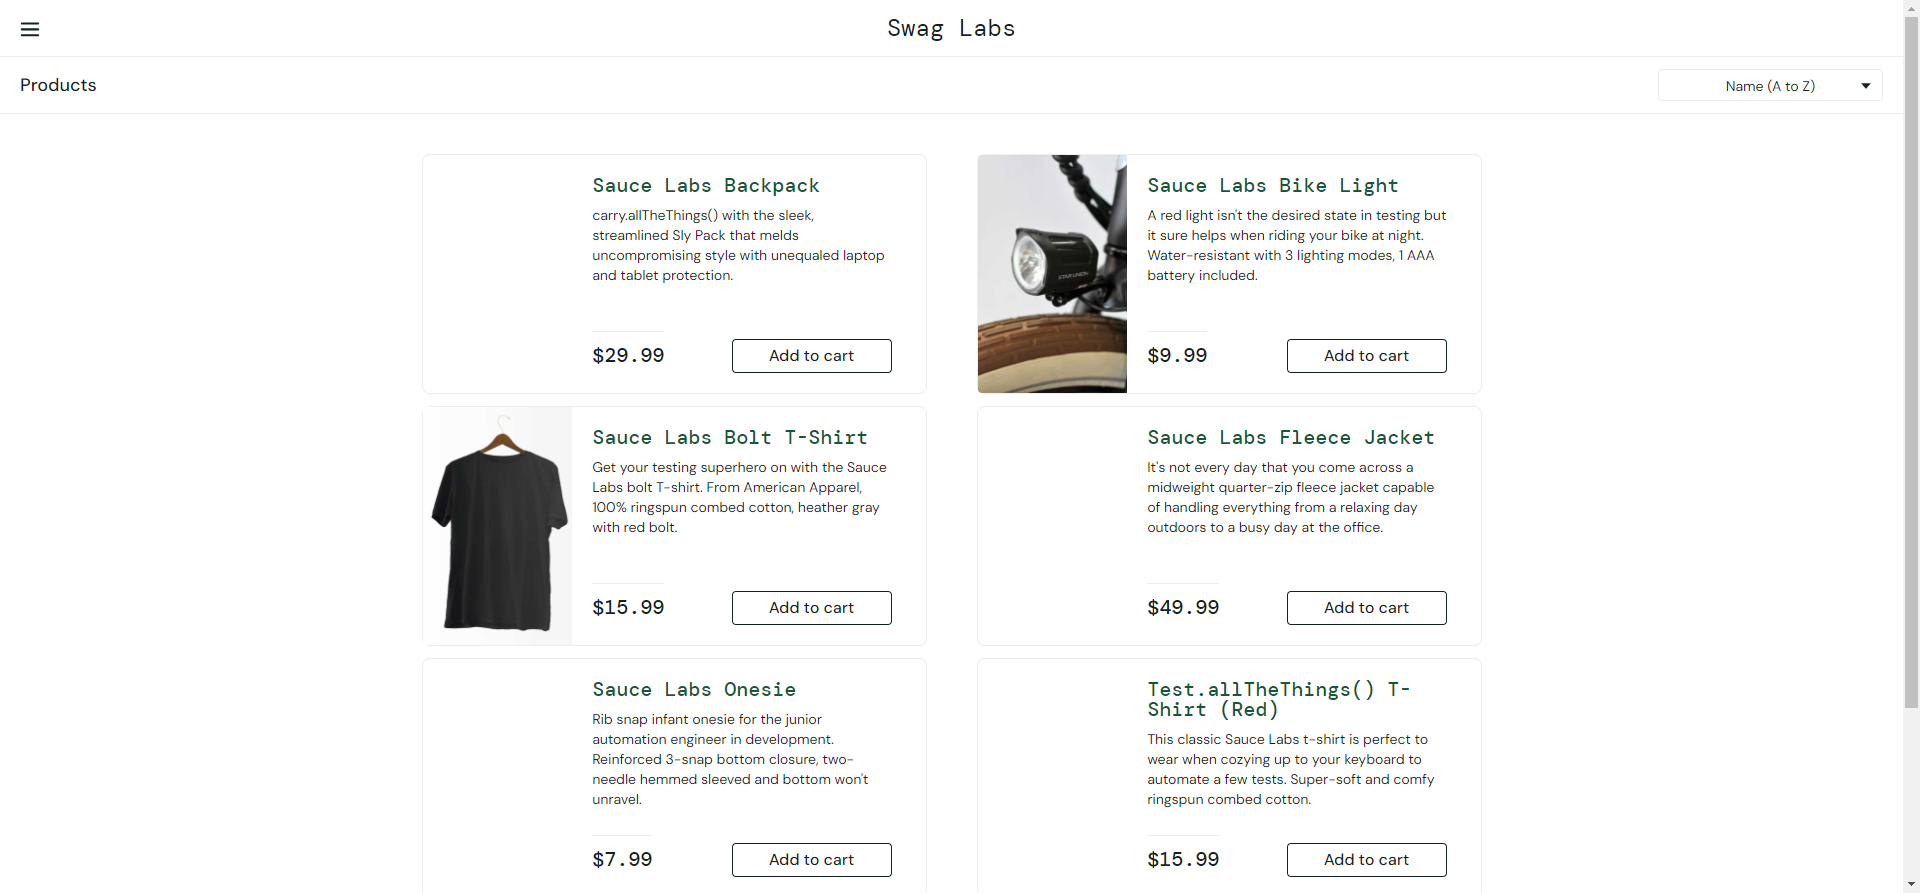 Swag Labs
Products
Name (A to Z)
Sauce Labs Backpack
carry.allTheThings() with the sleek,
streamlined Sly Pack that melds
uncompromising style with unequaled laptop
and tablet protection.
$29.99
Add to cart
Sauce Labs Bike Light
A red light isn't the desired state in testing but
it sure helps when riding your bike at night.
Water-resistant with 3 lighting modes, 1 AAA
battery included.
STAR UNION
$9.99
Add to cart
Sauce Labs Bolt T-Shirt
Get your testing superhero on with the Sauce
Labs bolt T-shirt. From American Apparel,
100% ringspun combed cotton, heather gray
with red bolt.
$15.99
Add to cart
Sauce Labs Fleece Jacket
It's not every day that you come across a
midweight quarter-zip fleece jacket capable
of handling everything from a relaxing day
outdoors to a busy day at the office.
$49.99
Add to cart
Sauce Labs Onesie
Rib snap infant onesie for the junior
automation engineer in development.
Reinforced 3-snap bottom closure, two-
needle hemmed sleeved and bottom won't
unravel.
$7.99
Add to cart
Test.allTheThings() T-
Shirt (Red)
This classic Sauce Labs t-shirt is perfect to
wear when cozying up to your keyboard to
automate a few tests. Super-soft and comfy
ringspun combed cotton.
$15.99
Add to cart